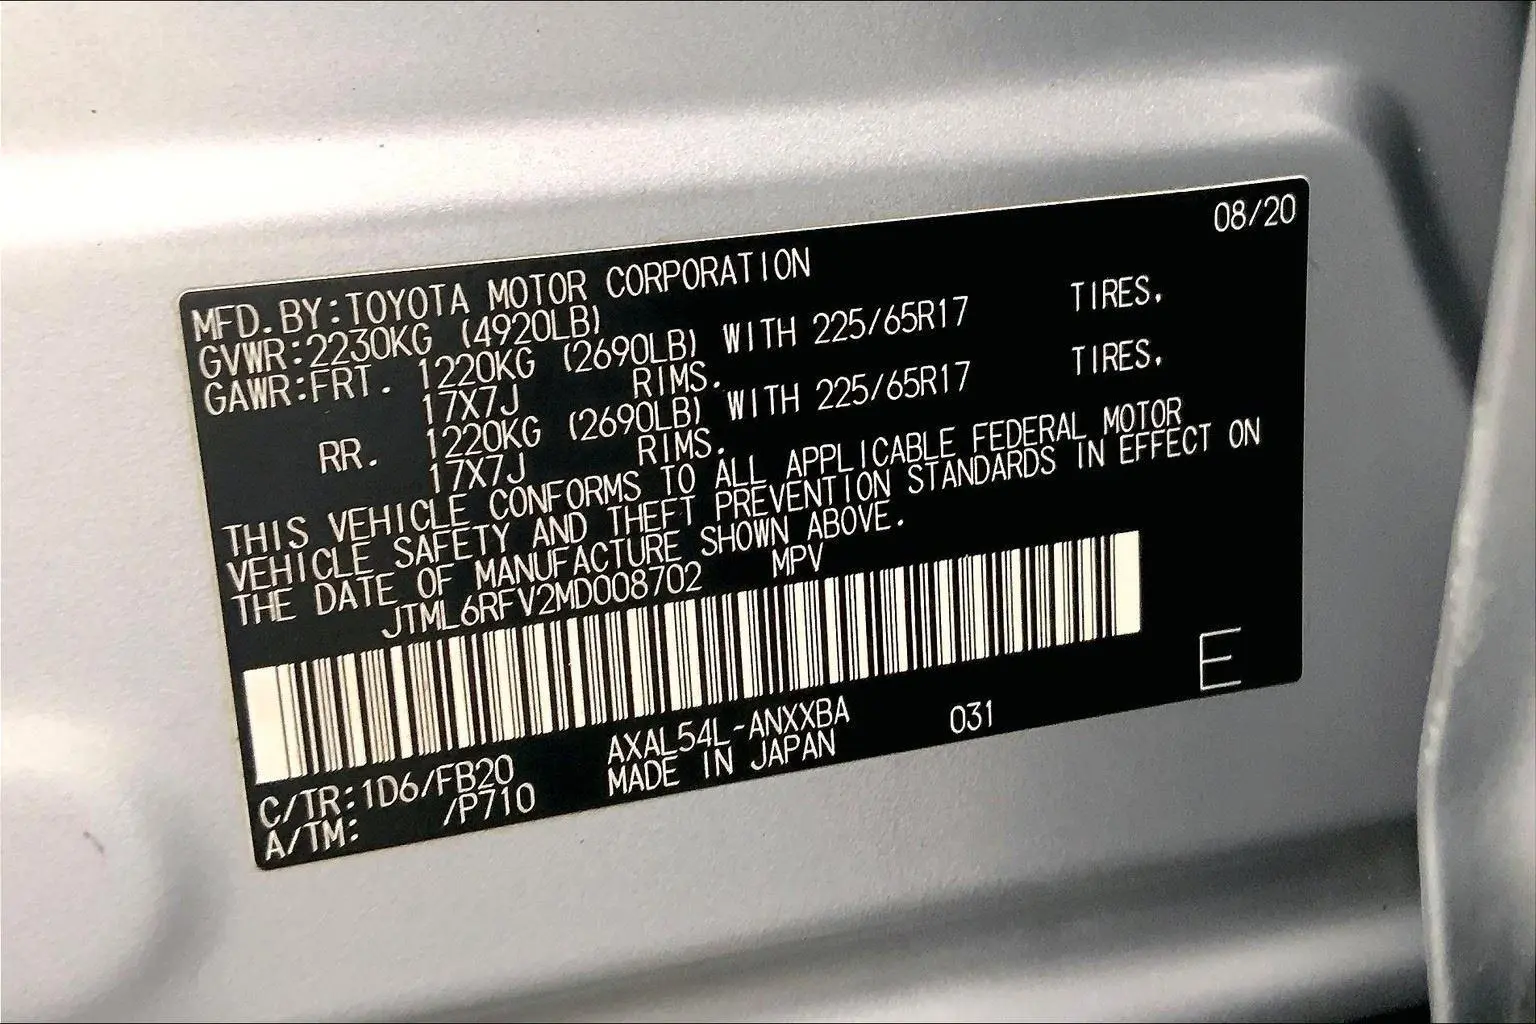 08/20
MFD.BY:TOYOTA MOTOR CORPORATION
GVWR:2230KG (4920LB)
GAWR:FRT. 1220KG (2690LB) WITH 225/65R17 TIRES,
17X7J RIMS.
RR. 1220KG (2690LB) WITH 225/65R17 TIRES,
17X7J RIMS.
THIS VEHICLE CONFORMS TO ALL APPLICABLE FEDERAL MOTOR
VEHICLE SAFETY AND THEFT PREVENTION STANDARDS IN EFFECT ON
THE DATE OF MANUFACTURE SHOWN ABOVE.
JTML6RFV2MD008702 MPV
E
C/TR:1D6/FB20 AXAL54L-ANXXBA 031
A/TM: /P710 MADE IN JAPAN